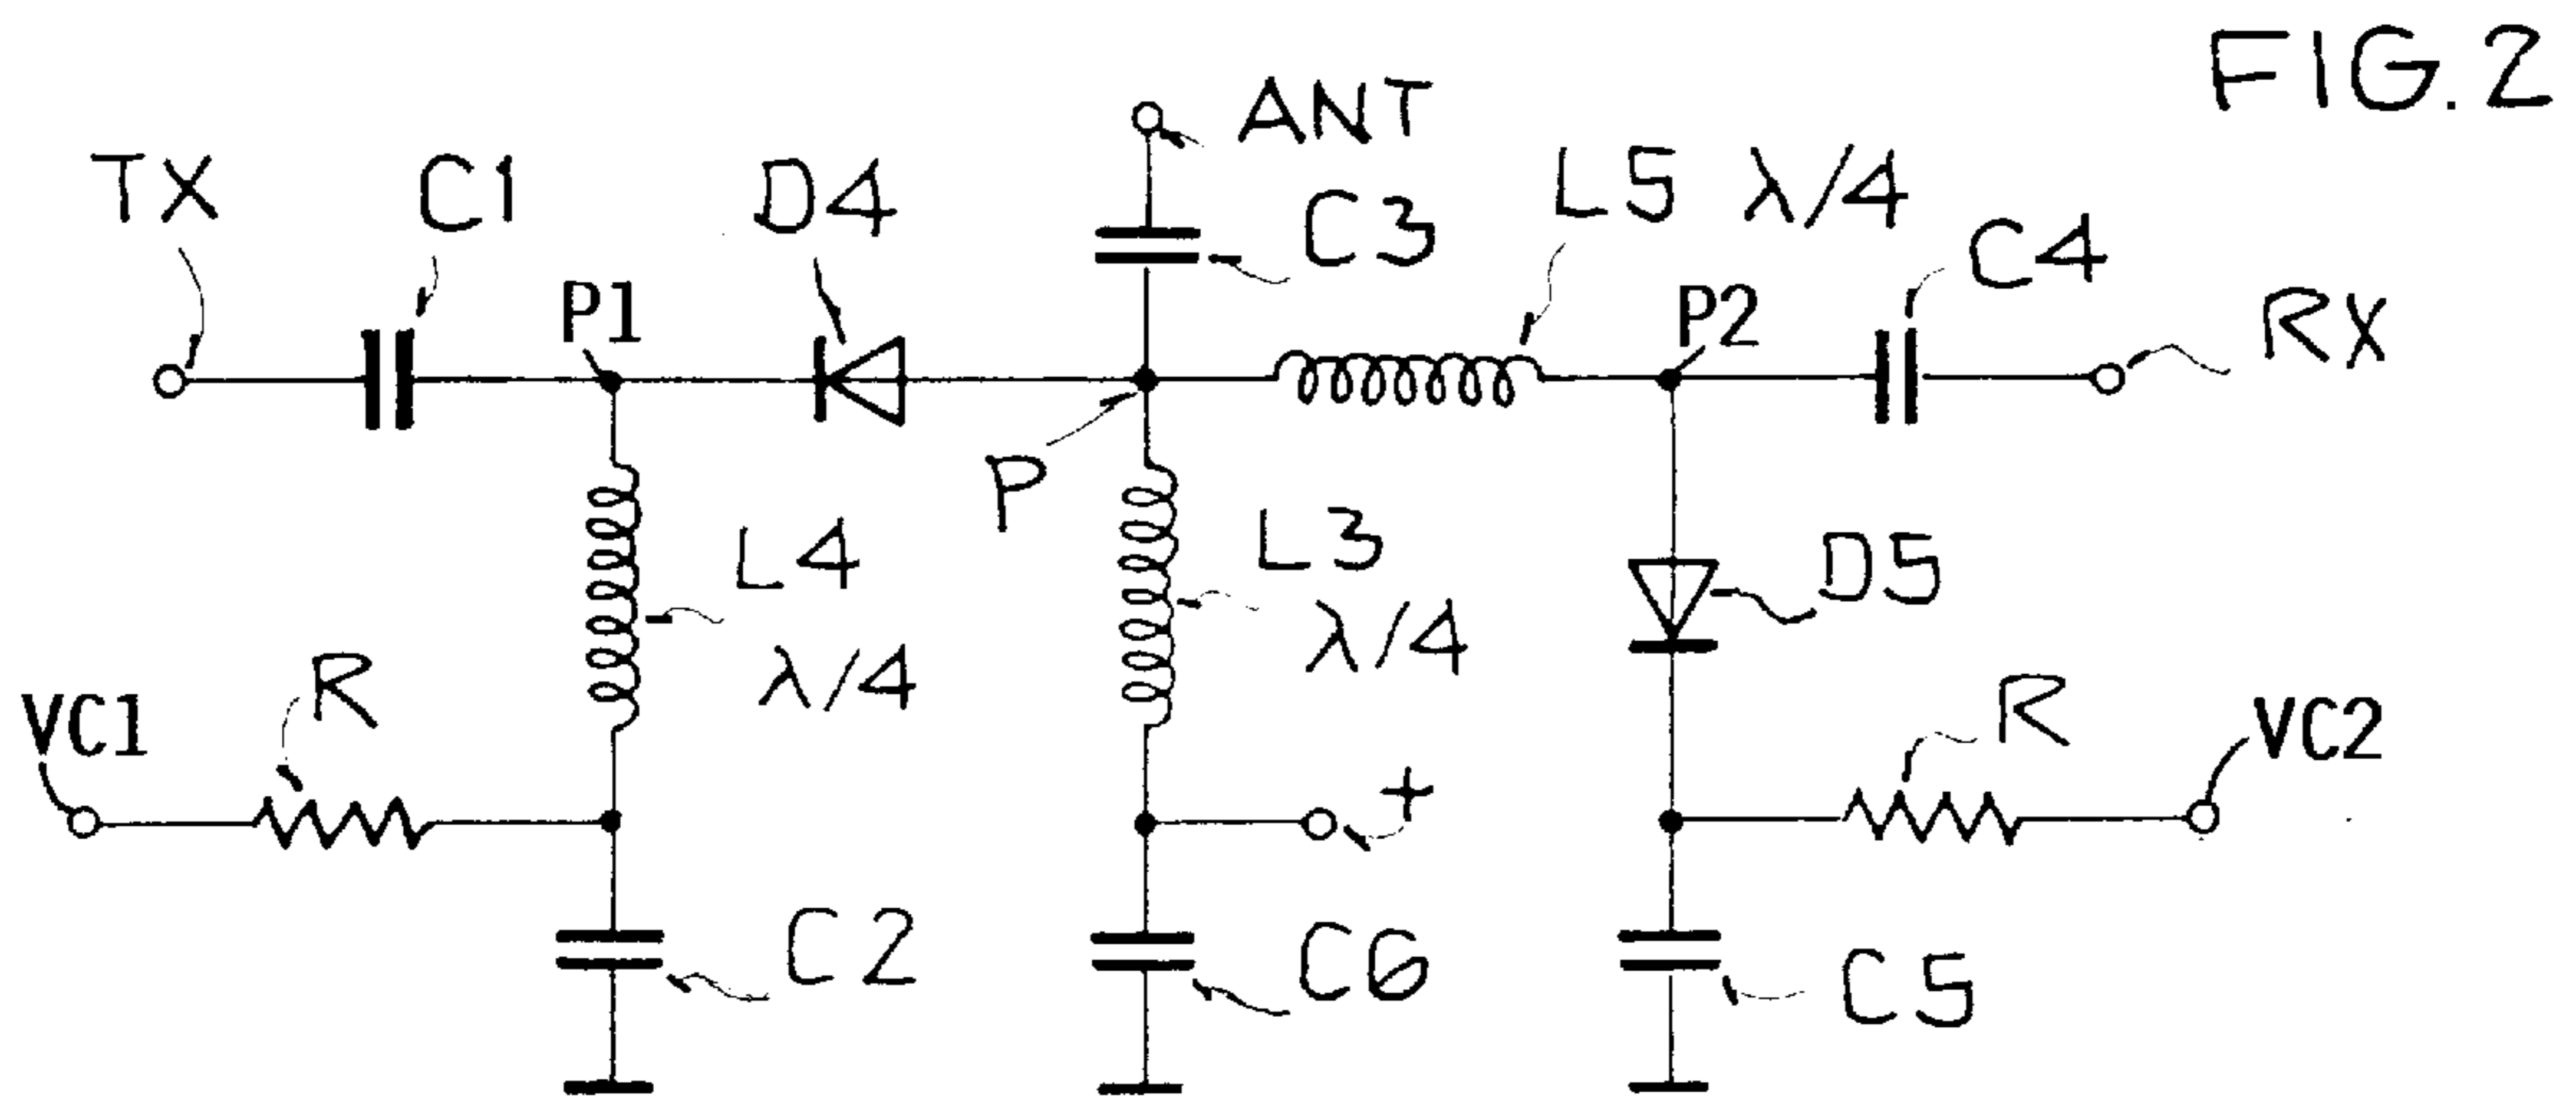 FIG. 2
ANT
TX
C1
D4
C3
L5 λ/4
C4
P1
P2
RX
P
L4
λ/4
L3
λ/4
D5
VC1
R
R
VC2
+
C2
C6
C5